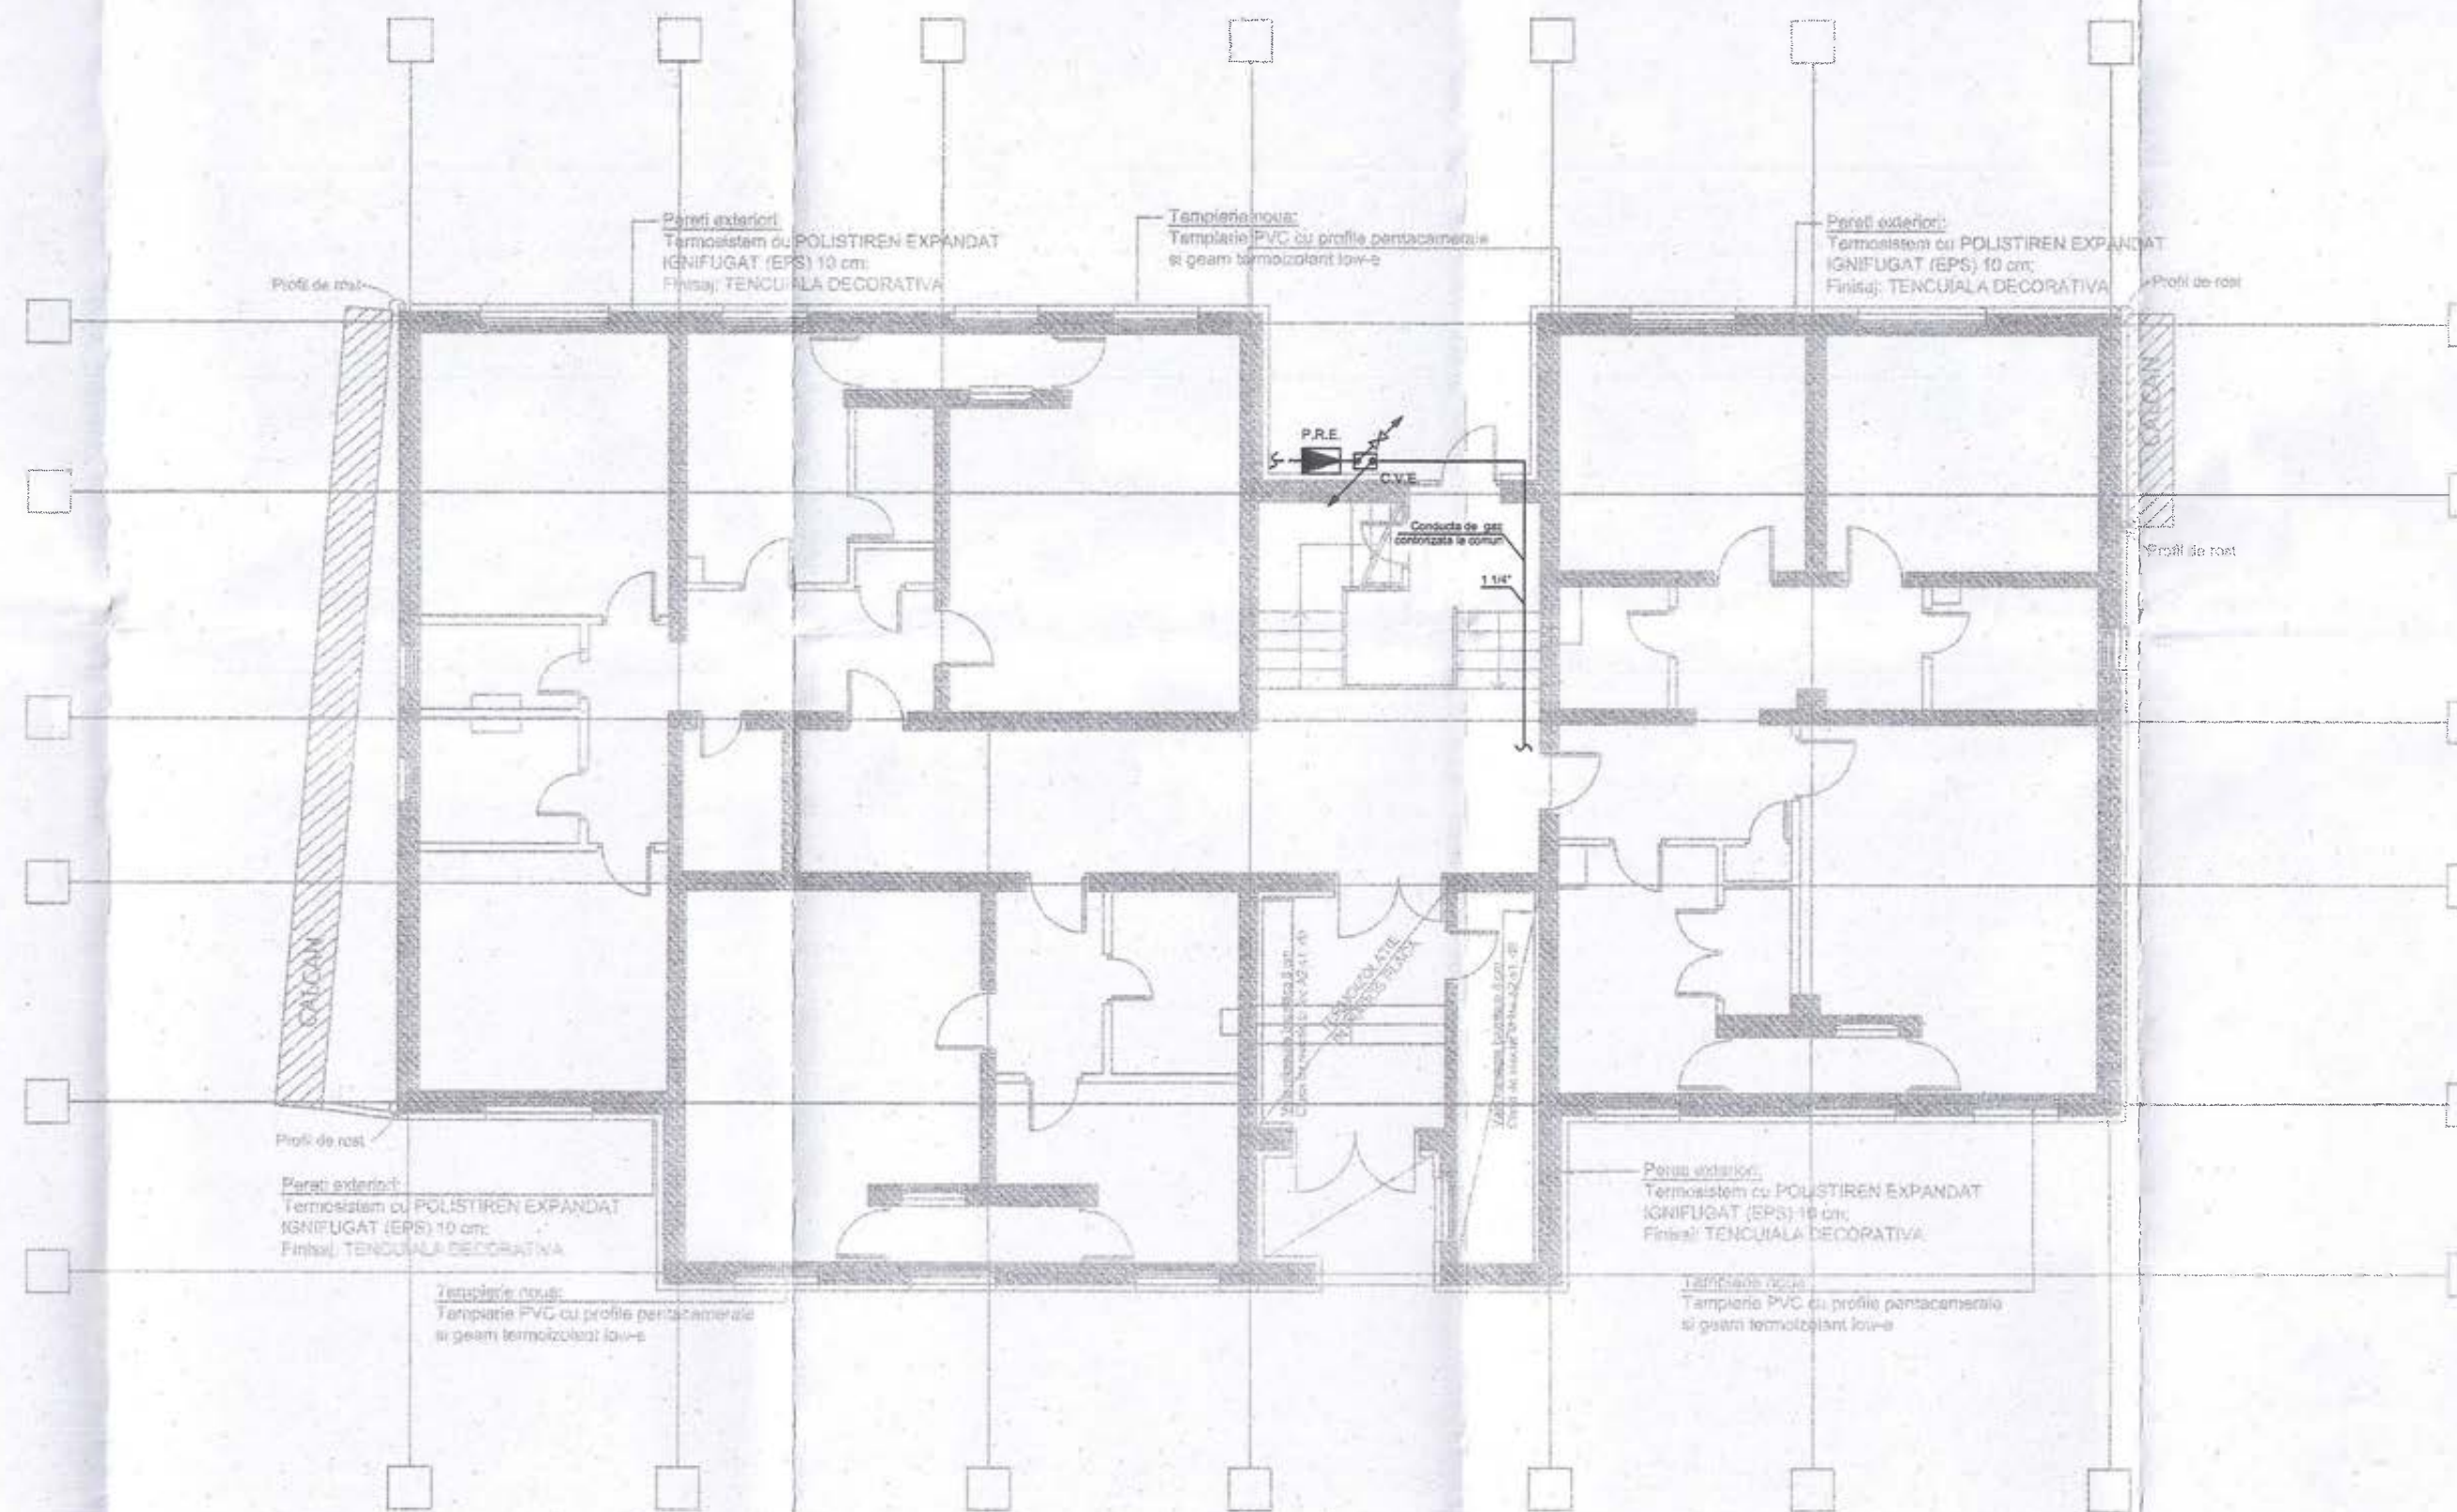 Pereti exteriori:
Termosistem cu POLISTIREN EXPANDAT
IGNIFUGAT (EPS) 10 cm;
Finisaj: TENCUIALA DECORATIVA
Tamplarie noua:
Tamplarie PVC cu profile pentacamerale
si geam termoizolant low-e
Pereti exteriori:
Termosistem cu POLISTIREN EXPANDAT
IGNIFUGAT (EPS) 10 cm;
Finisaj: TENCUIALA DECORATIVA
Profil de rost
Profil de rost
CALCAN
P.R.E.
C.V.E.
Conducta de gaz
contorizata la comun
1 1/4"
Profil de rost
CALCAN
TERMOIZOLATIE
Profil de rost
Pereti exteriori:
Termosistem cu POLISTIREN EXPANDAT
IGNIFUGAT (EPS) 10 cm;
Finisaj: TENCUIALA DECORATIVA
Tamplarie noua:
Tamplarie PVC cu profile pentacamerale
si geam termoizolant low-e
Pereti exteriori:
Termosistem cu POLISTIREN EXPANDAT
IGNIFUGAT (EPS) 10 cm;
Finisaj: TENCUIALA DECORATIVA
Tamplarie noua:
Tamplarie PVC cu profile pentacamerale
si geam termoizolant low-e